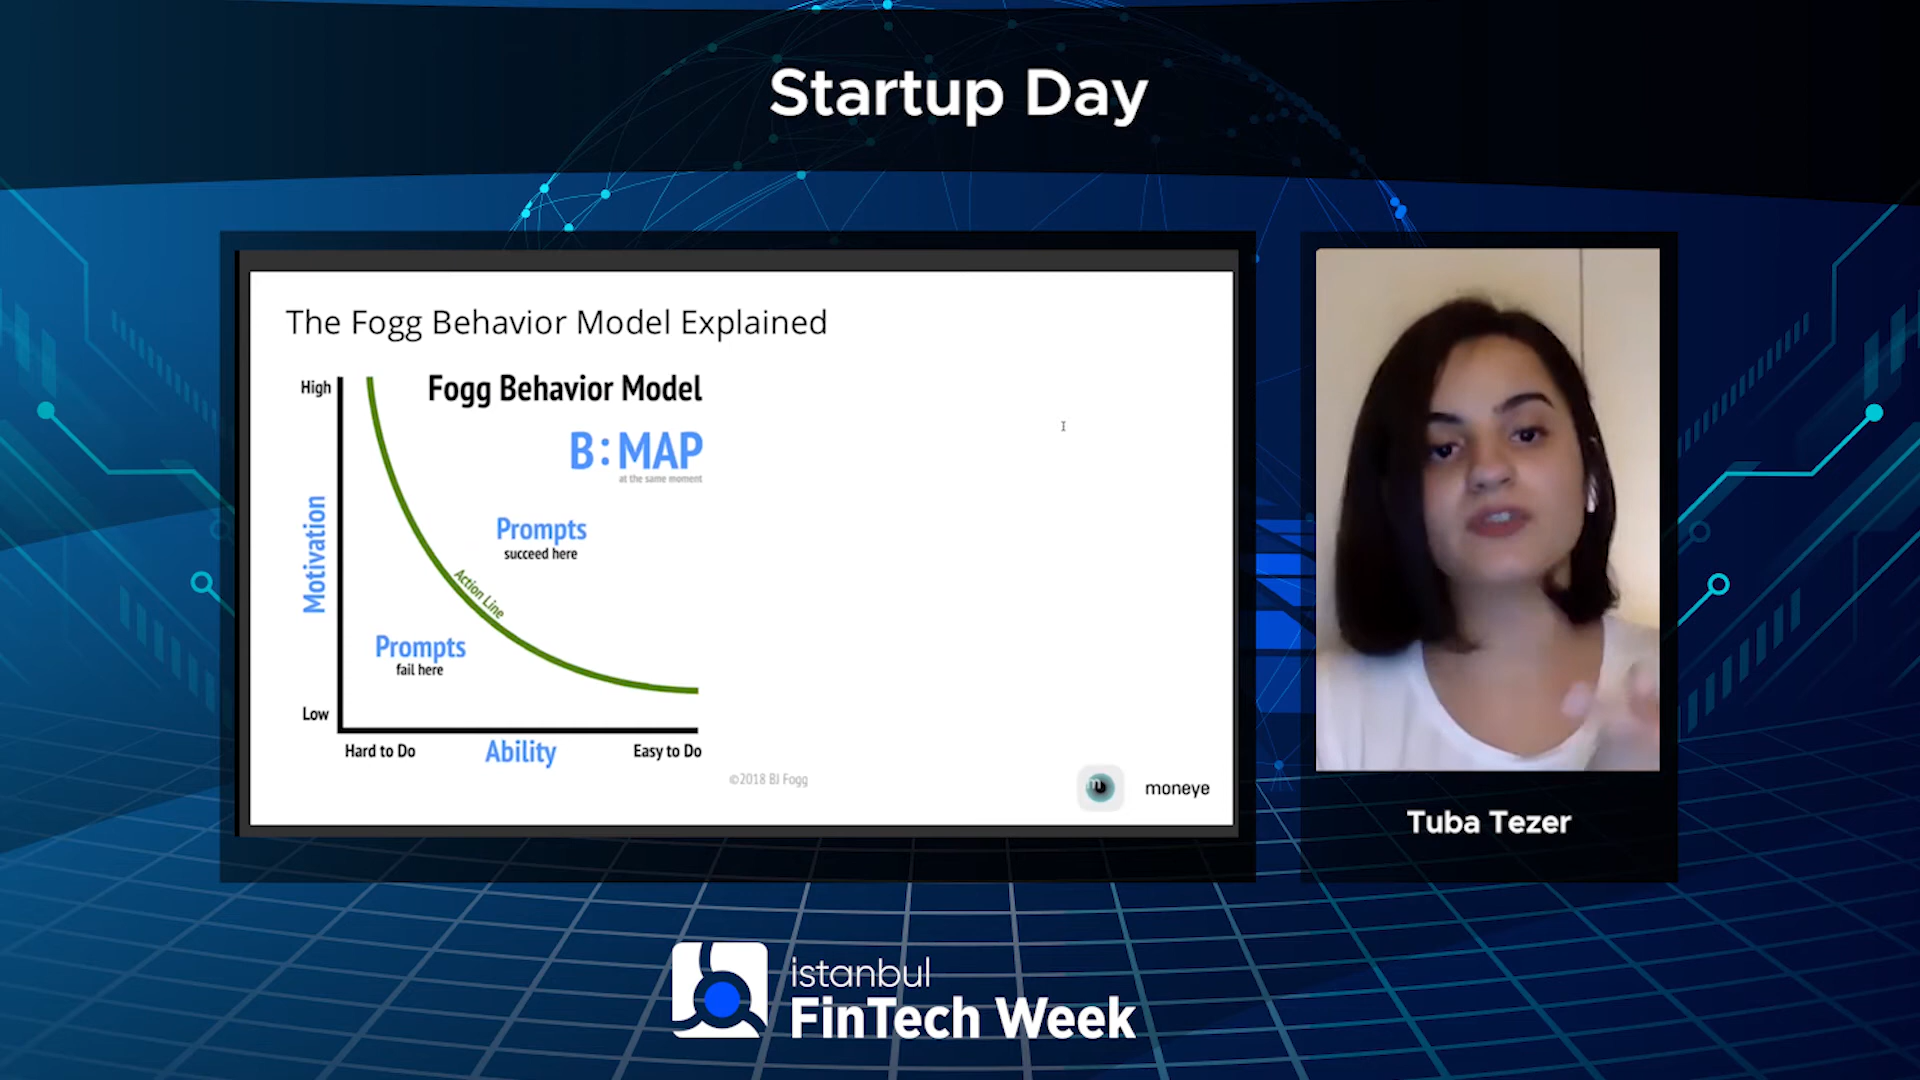 Startup Day
The Fogg Behavior Model Explained
High
Fogg Behavior Model
B:MAP
at the same moment
Motivation
Prompts
succeed here
Action Line
Prompts
fail here
Low
Hard to Do
Ability
Easy to Do
©2018 BJ Fogg
m
moneye
Tuba Tezer
istanbul
FinTech Week